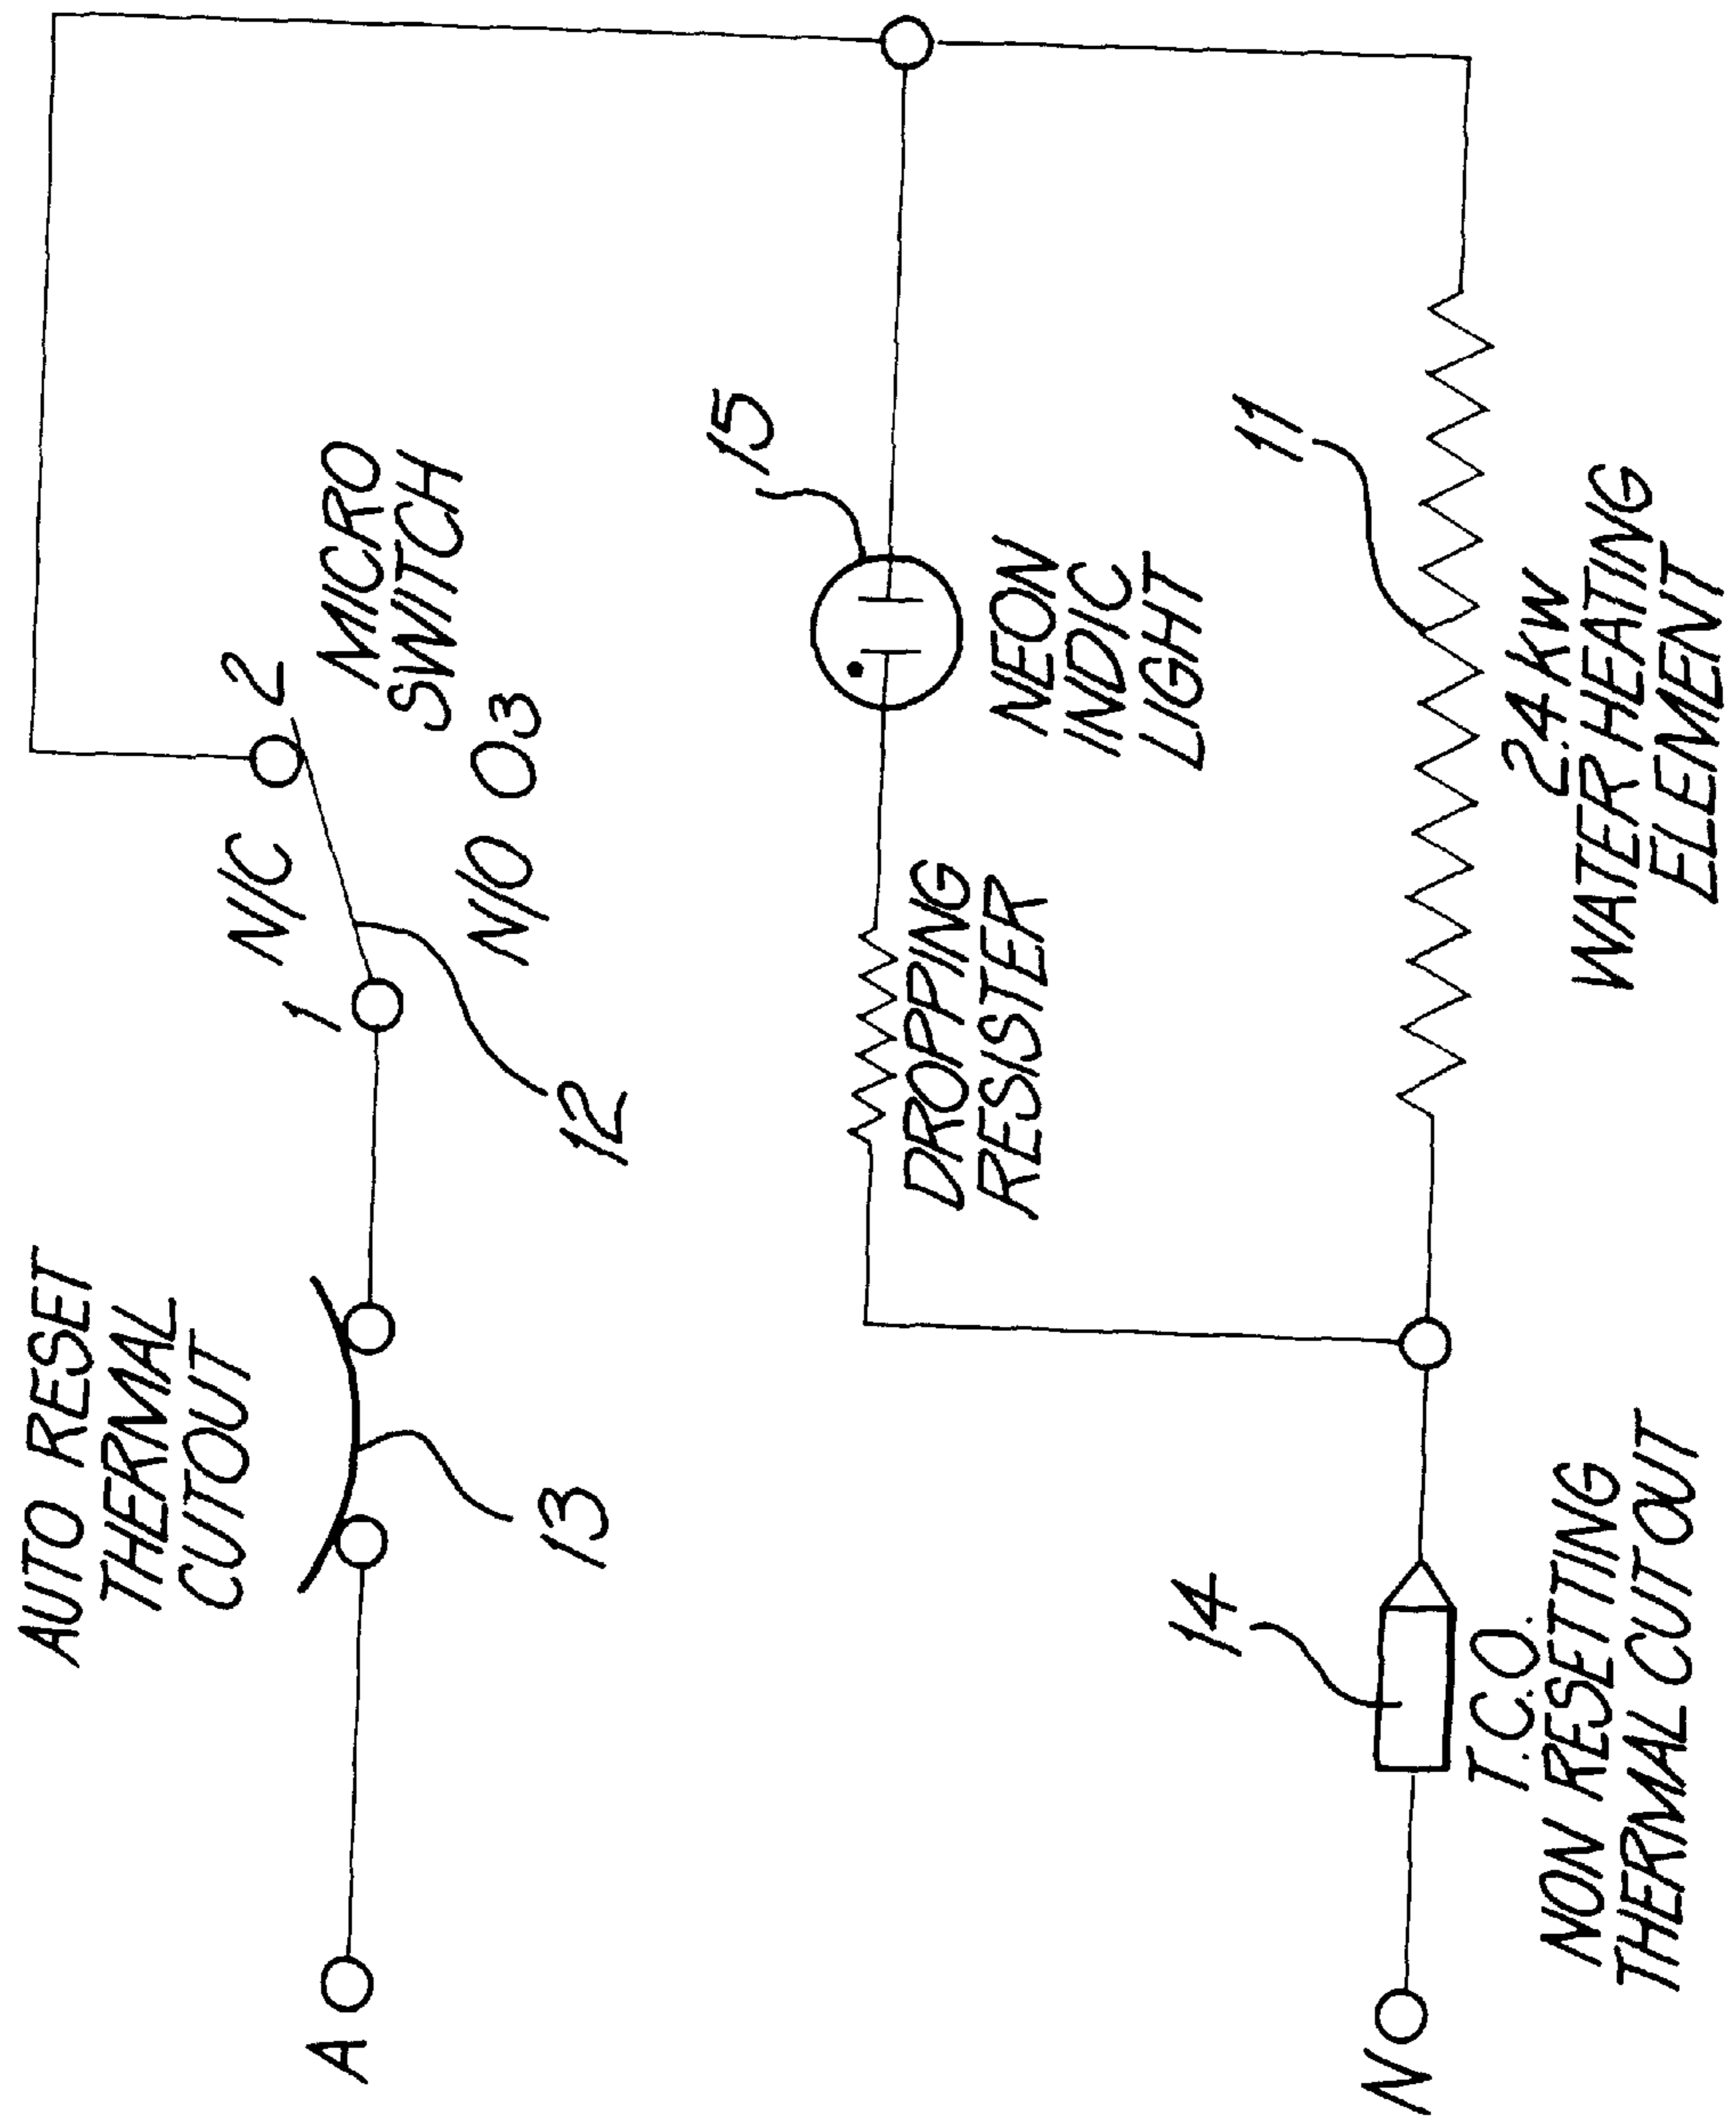 AUTO RESET
THERMAL
CUTOUT
13
A
1
N/C
2
MICRO
SWITCH
N/O O3
12
15
NEON
INDIC
LIGHT
DROPPING
RESISTER
11
2.4 KW
WATER HEATING
ELEMENT
14
T.C.O.
NON RESETTING
THERMAL CUTOUT
N